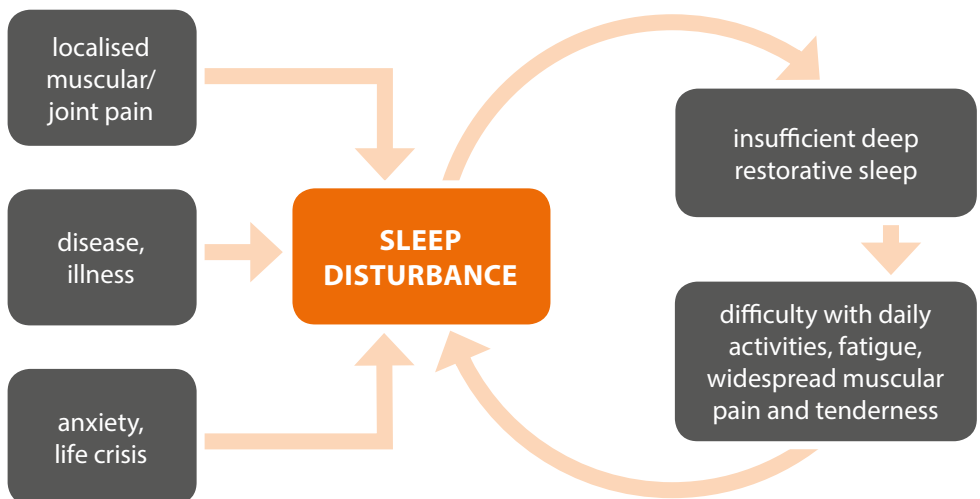 localised
muscular/
joint pain
disease,
illness
anxiety,
life crisis
SLEEP
DISTURBANCE
insufficient deep
restorative sleep
difficulty with daily
activities, fatigue,
widespread muscular
pain and tenderness